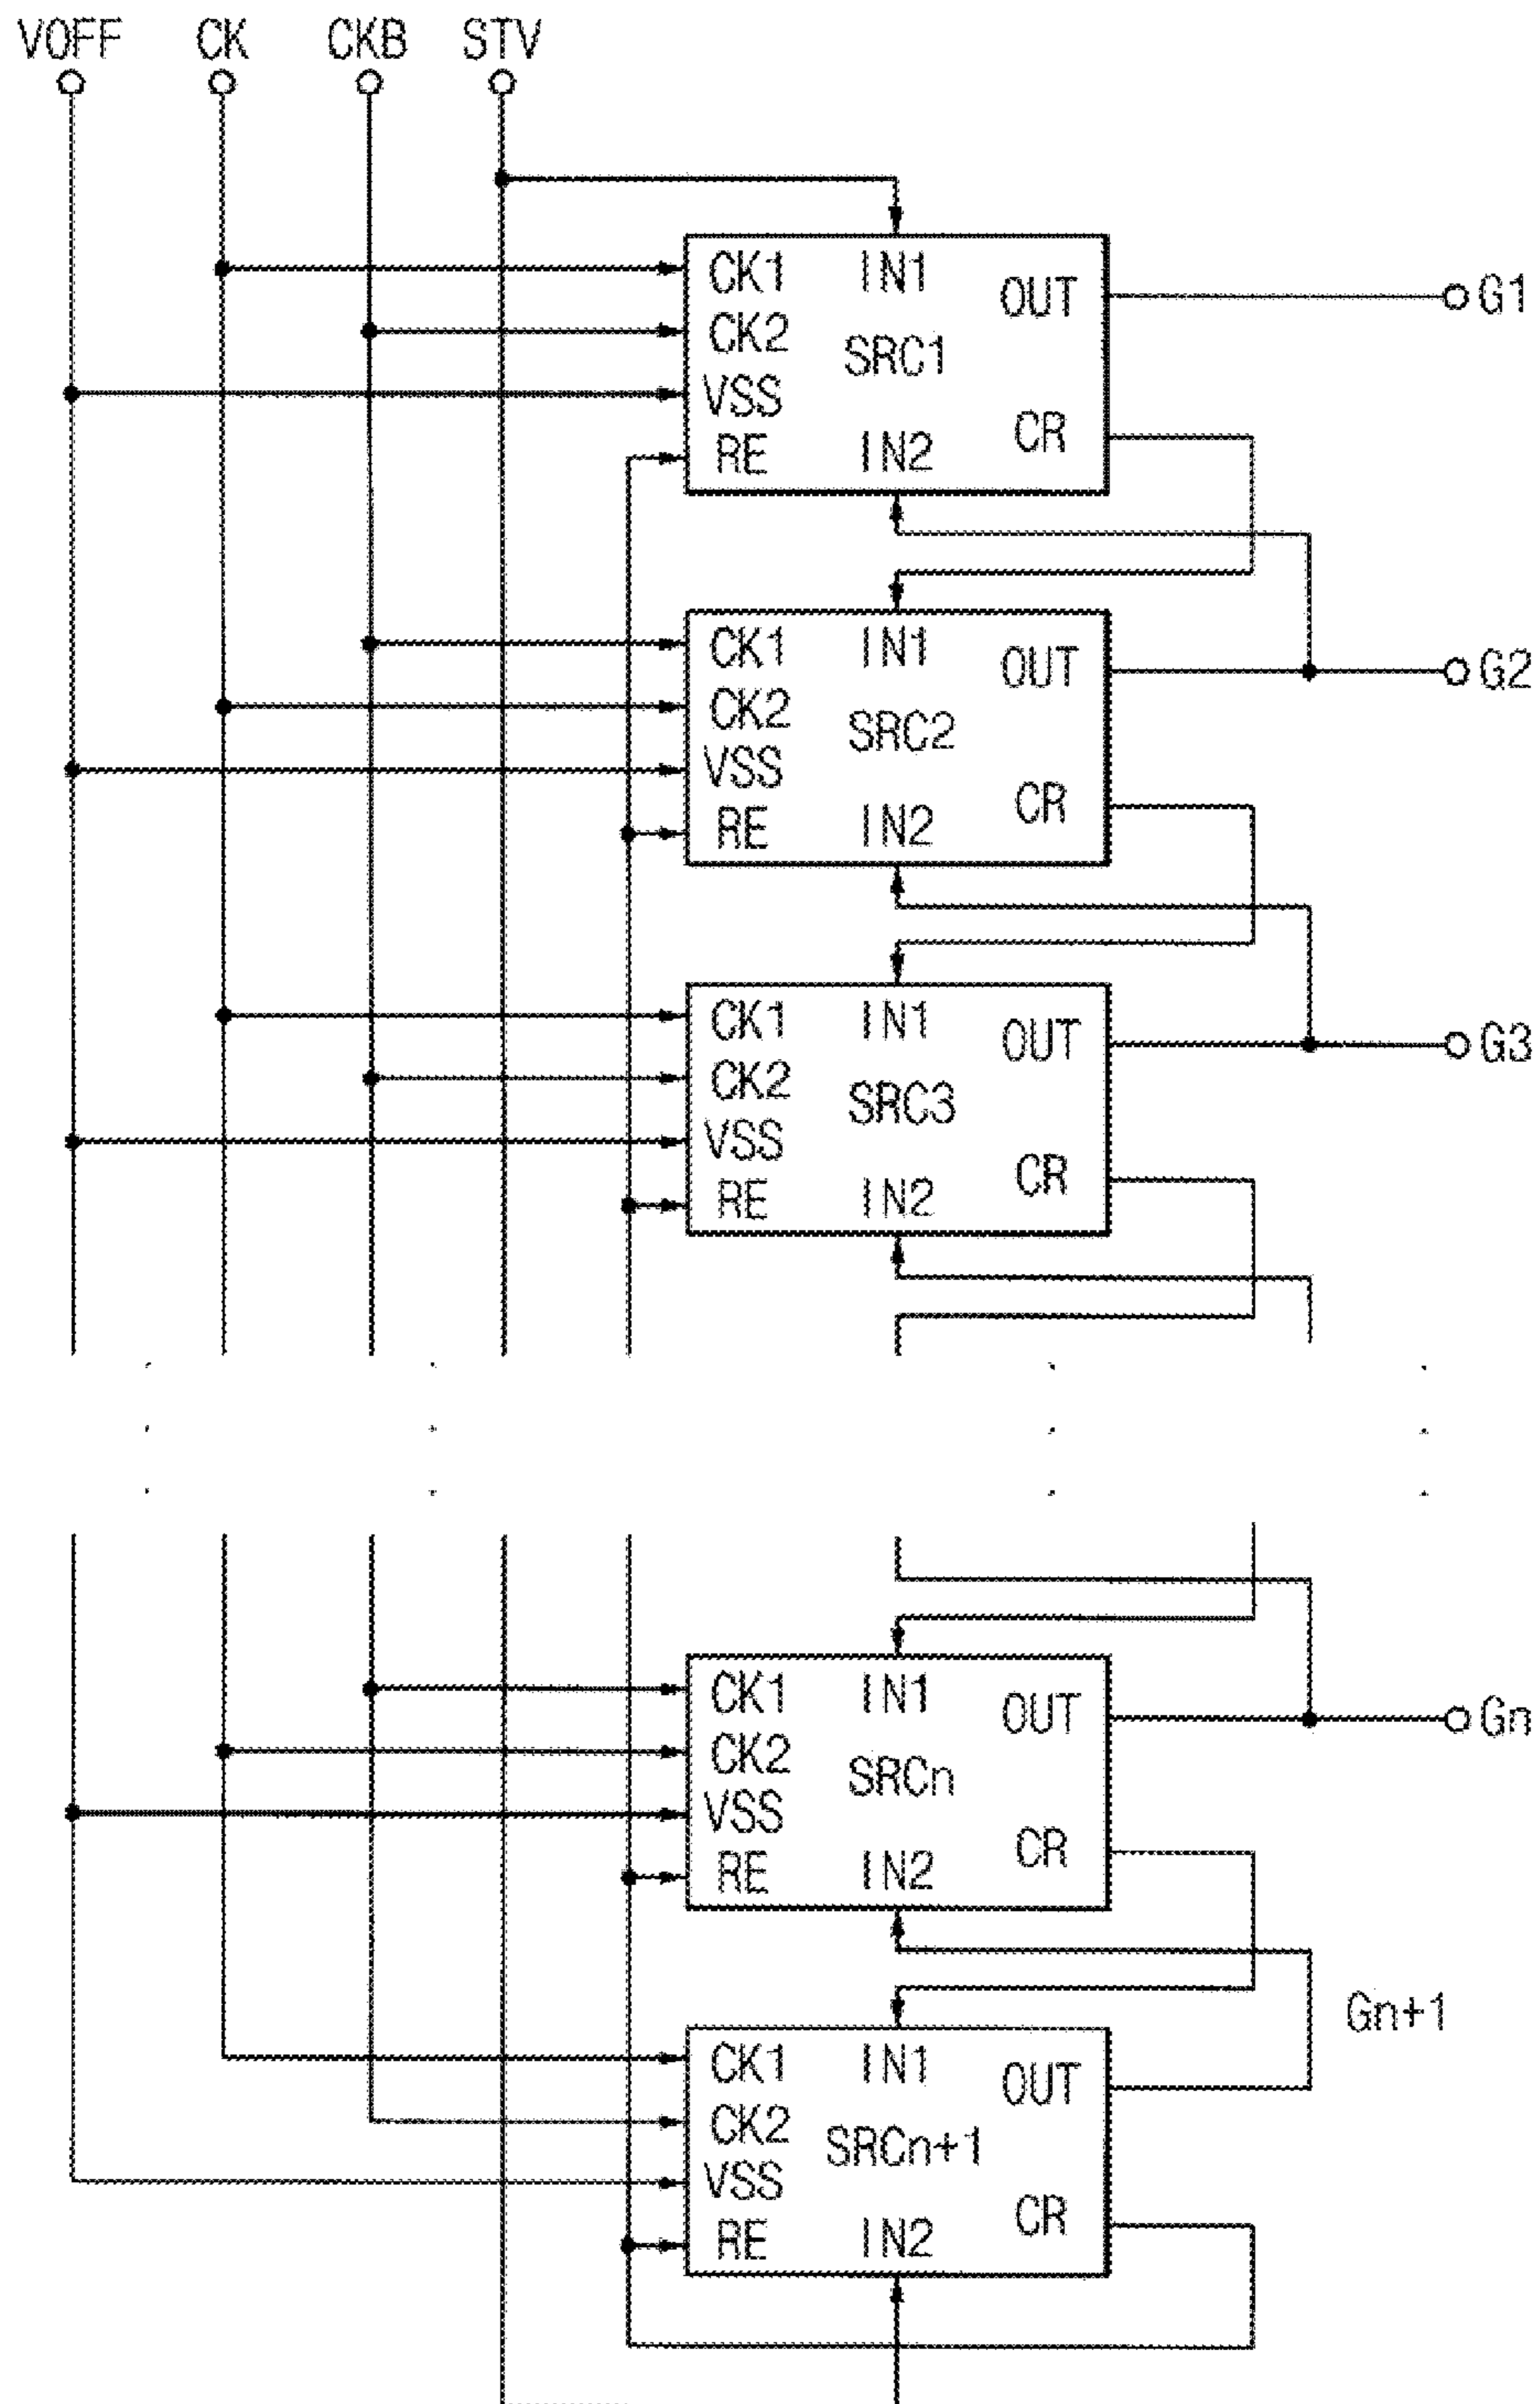 VOFF CK CKB STV
CK1 IN1 OUT G1
CK2 SRC1
VSS
RE IN2 CR
CK1 IN1 OUT G2
CK2 SRC2
VSS
RE IN2 CR
CK1 IN1 OUT G3
CK2 SRC3
VSS
RE IN2 CR
CK1 IN1 OUT Gn
CK2 SRCn
VSS
RE IN2 CR
Gn+1
CK1 IN1 OUT
CK2 SRCn+1
VSS
RE IN2 CR